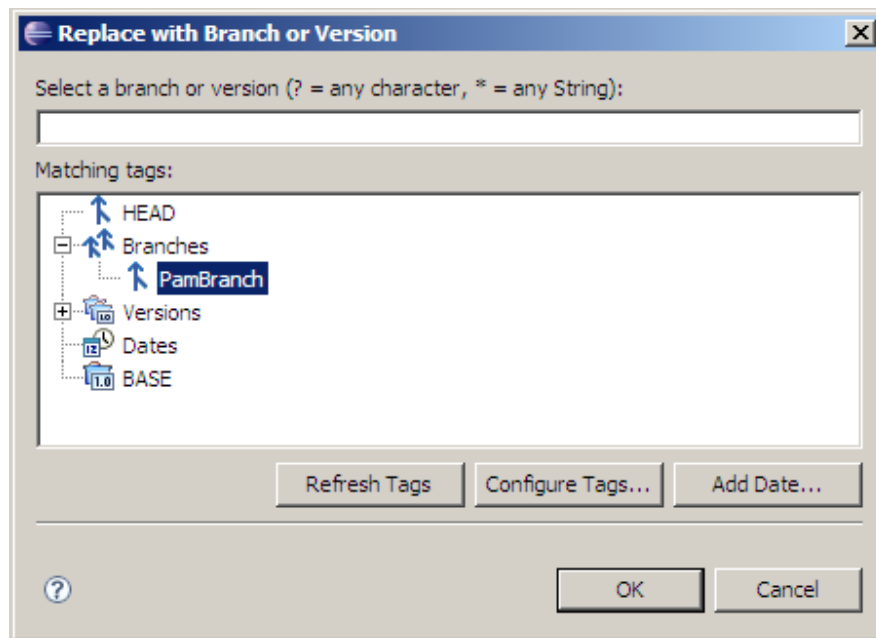 Replace with Branch or Version
Select a branch or version (? = any character, * = any String):
Matching tags:
HEAD
Branches
PamBranch
Versions
Dates
BASE
Refresh Tags Configure Tags... Add Date...
OK Cancel